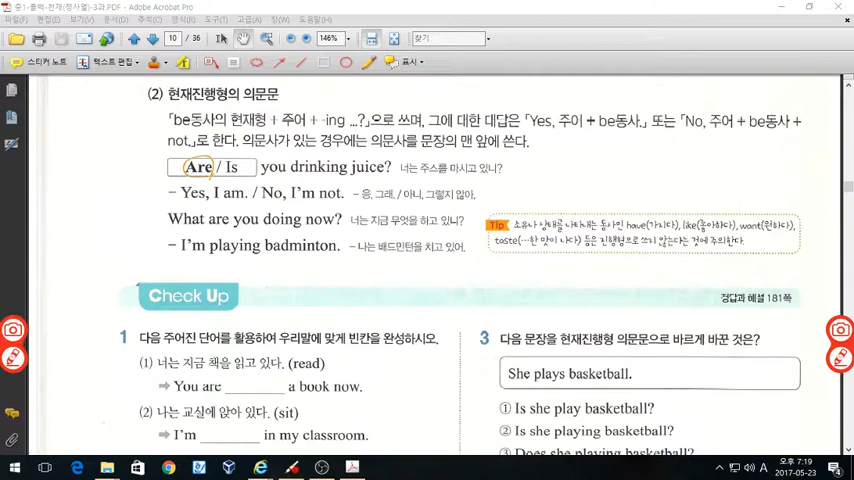 중1-플백-천재(정사열)-3과.PDF - Adobe Acrobat Pro
파일(F) 편집(E) 보기(V) 문서(D) 주석(C) 양식(R) 도구(T) 고급(A) 창(W) 도움말(H)
10 / 36 146% 찾기
스티커 노트 텍스트 편집 표시
(2) 현재진행형의 의문문
「be동사의 현재형 + 주어 + -ing ...?」으로 쓰며, 그에 대한 대답은 「Yes, 주어 + be동사.」 또는 「No, 주어 + be동사 +
not.」로 한다. 의문사가 있는 경우에는 의문사를 문장의 맨 앞에 쓴다.
Are / Is you drinking juice? 너는 주스를 마시고 있니?
– Yes, I am. / No, I'm not. – 응, 그래. / 아니, 그렇지 않아.
What are you doing now? 너는 지금 무엇을 하고 있니?
– I'm playing badminton. – 나는 배드민턴을 치고 있어.
Tip 소유나 상태를 나타내는 동사인 have(가지다), like(좋아하다), want(원하다),
taste(…한 맛이 나다) 등은 진행형으로 쓰지 않는다는 것에 주의한다.
Check Up
정답과 해설 181쪽
1 다음 주어진 단어를 활용하여 우리말에 맞게 빈칸을 완성하시오.
(1) 너는 지금 책을 읽고 있다. (read)
➡ You are ________ a book now.
(2) 나는 교실에 앉아 있다. (sit)
➡ I'm ________ in my classroom.
3 다음 문장을 현재진행형 의문문으로 바르게 바꾼 것은?
She plays basketball.
① Is she play basketball?
② Is she playing basketball?
③ Does she playing basketball?
A 오후 7:19
2017-05-23
4